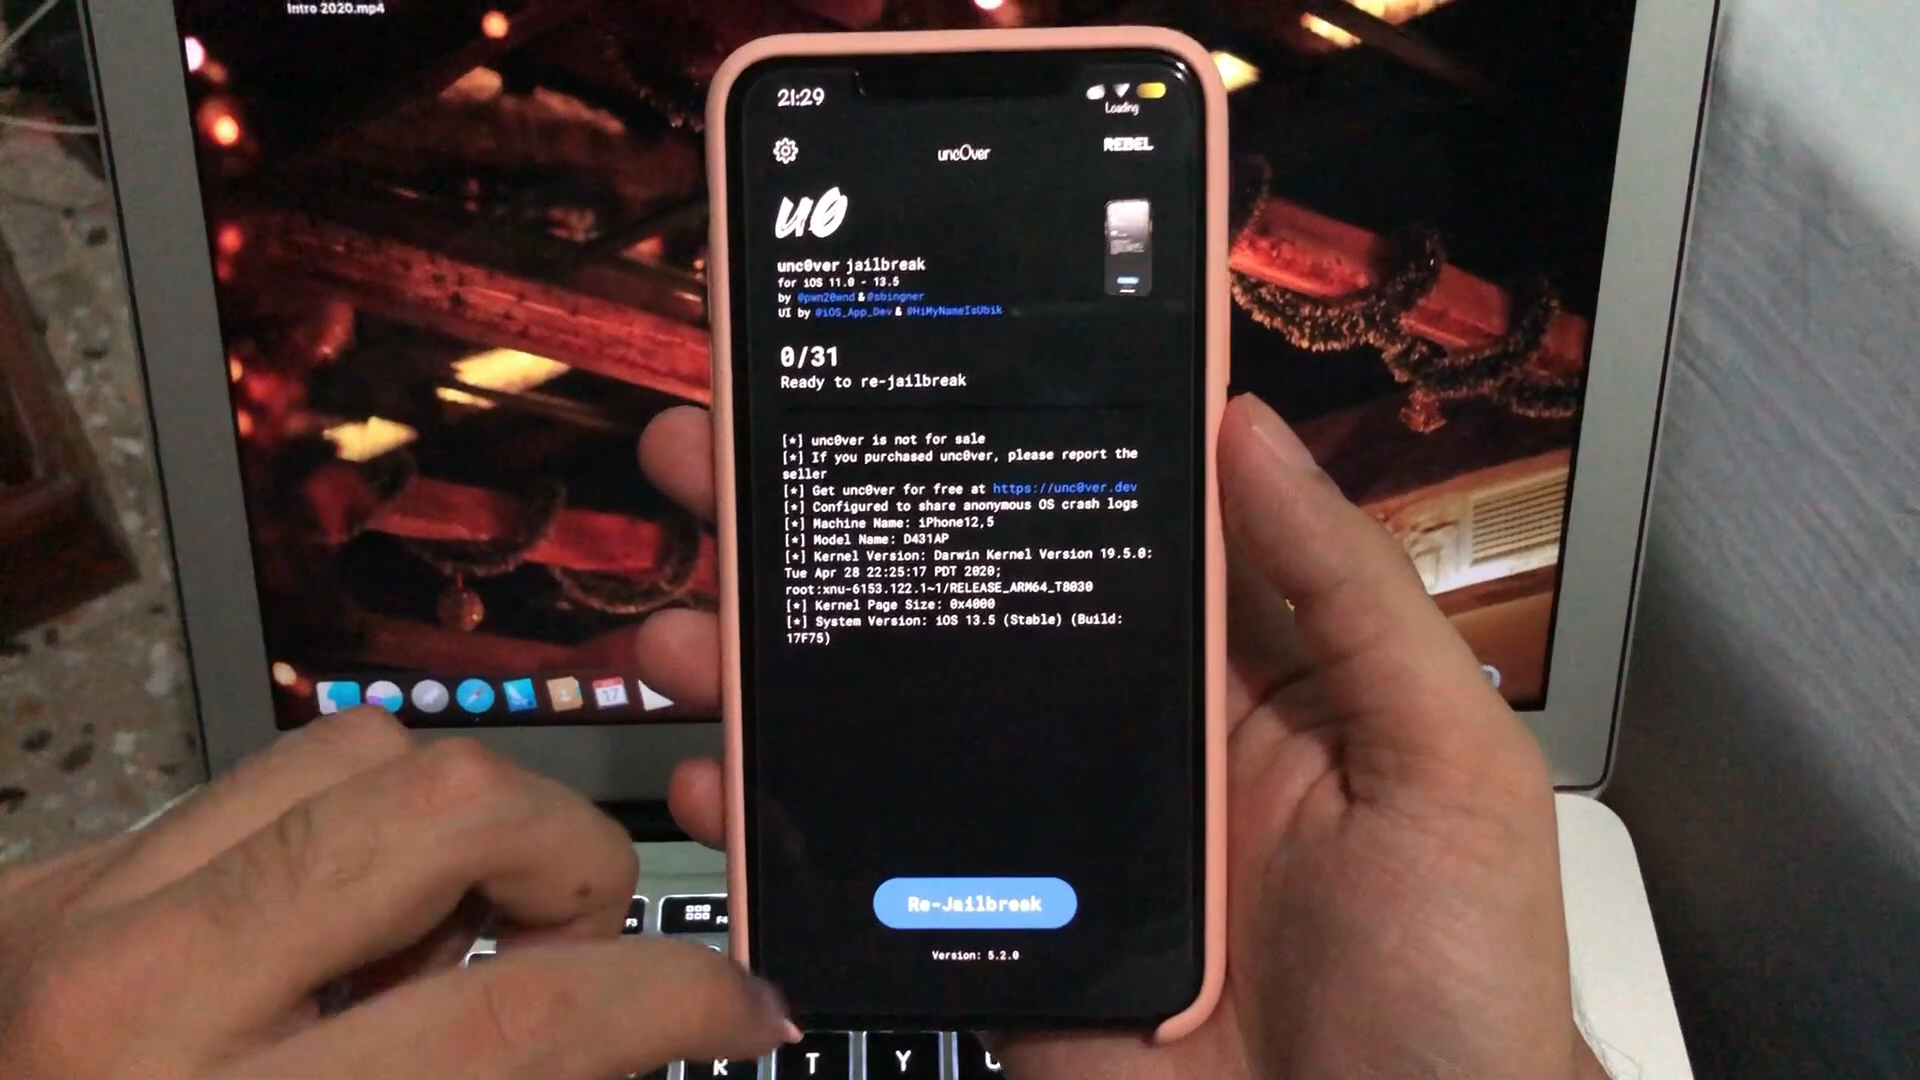 Intro 2020.mp4
21:29
Loading
unc0ver
REBEL
u0
unc0ver jailbreak
for iOS 11.0 - 13.5
by @pwn20wnd & @sbingner
UI by @iOS_App_Dev & @HiMyNameIsUbik
0/31
Ready to re-jailbreak
[*] unc0ver is not for sale
[*] If you purchased unc0ver, please report the
seller
[*] Get unc0ver for free at https://unc0ver.dev
[*] Configured to share anonymous OS crash logs
[*] Machine Name: iPhone12,5
[*] Model Name: D431AP
[*] Kernel Version: Darwin Kernel Version 19.5.0:
Tue Apr 28 22:25:17 PDT 2020;
root:xnu-6153.122.1~1/RELEASE_ARM64_T8030
[*] Kernel Page Size: 0x4000
[*] System Version: iOS 13.5 (Stable) (Build:
17F75)
17
Re-Jailbreak
F3
F4
Version: 5.2.0
R T Y U